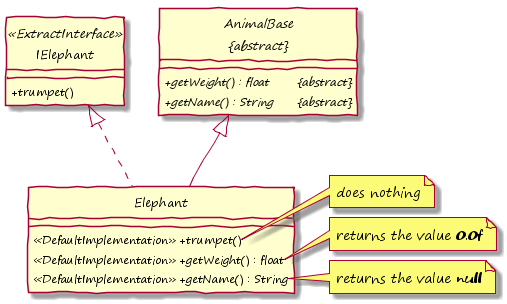 «ExtractInterface»
IElephant
+trumpet()
AnimalBase
{abstract}
+getWeight() : float {abstract}
+getName() : String {abstract}
Elephant
«DefaultImplementation» +trumpet()
«DefaultImplementation» +getWeight() : float
«DefaultImplementation» +getName() : String
does nothing
returns the value 0.0f
returns the value null